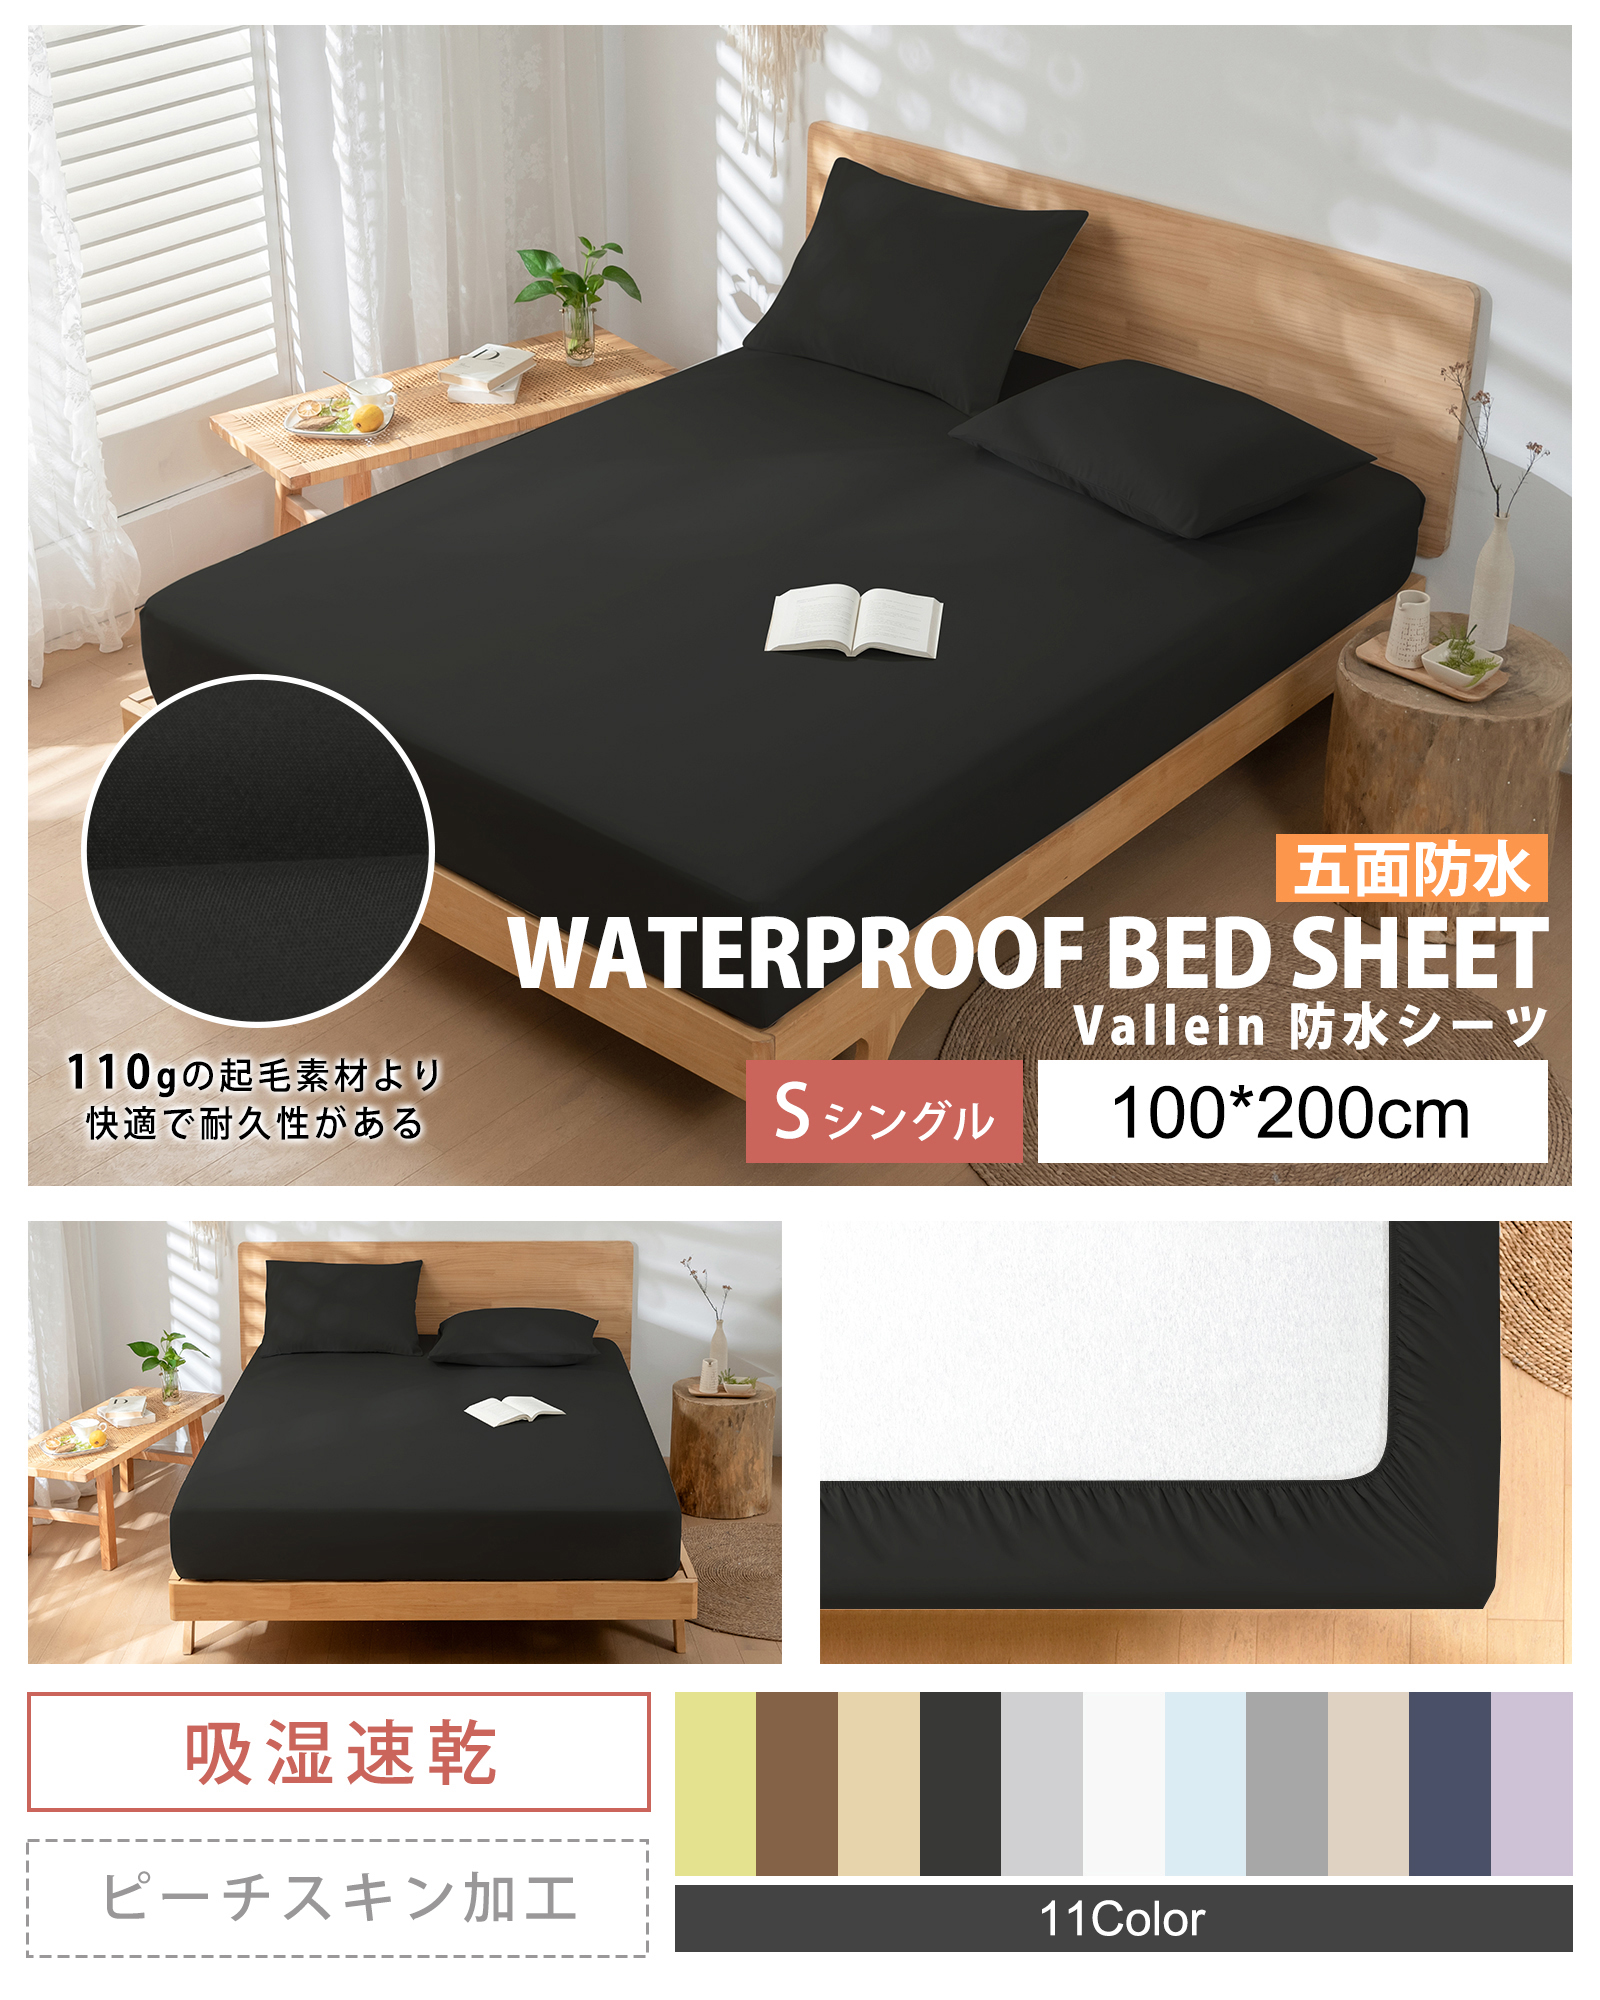 五面防水
WATERPROOF BED SHEET
Vallein 防水シーツ
110gの起毛素材より
快適で耐久性がある
S シングル
100*200cm
D
D
吸湿速乾
ピーチスキン加工
11Color